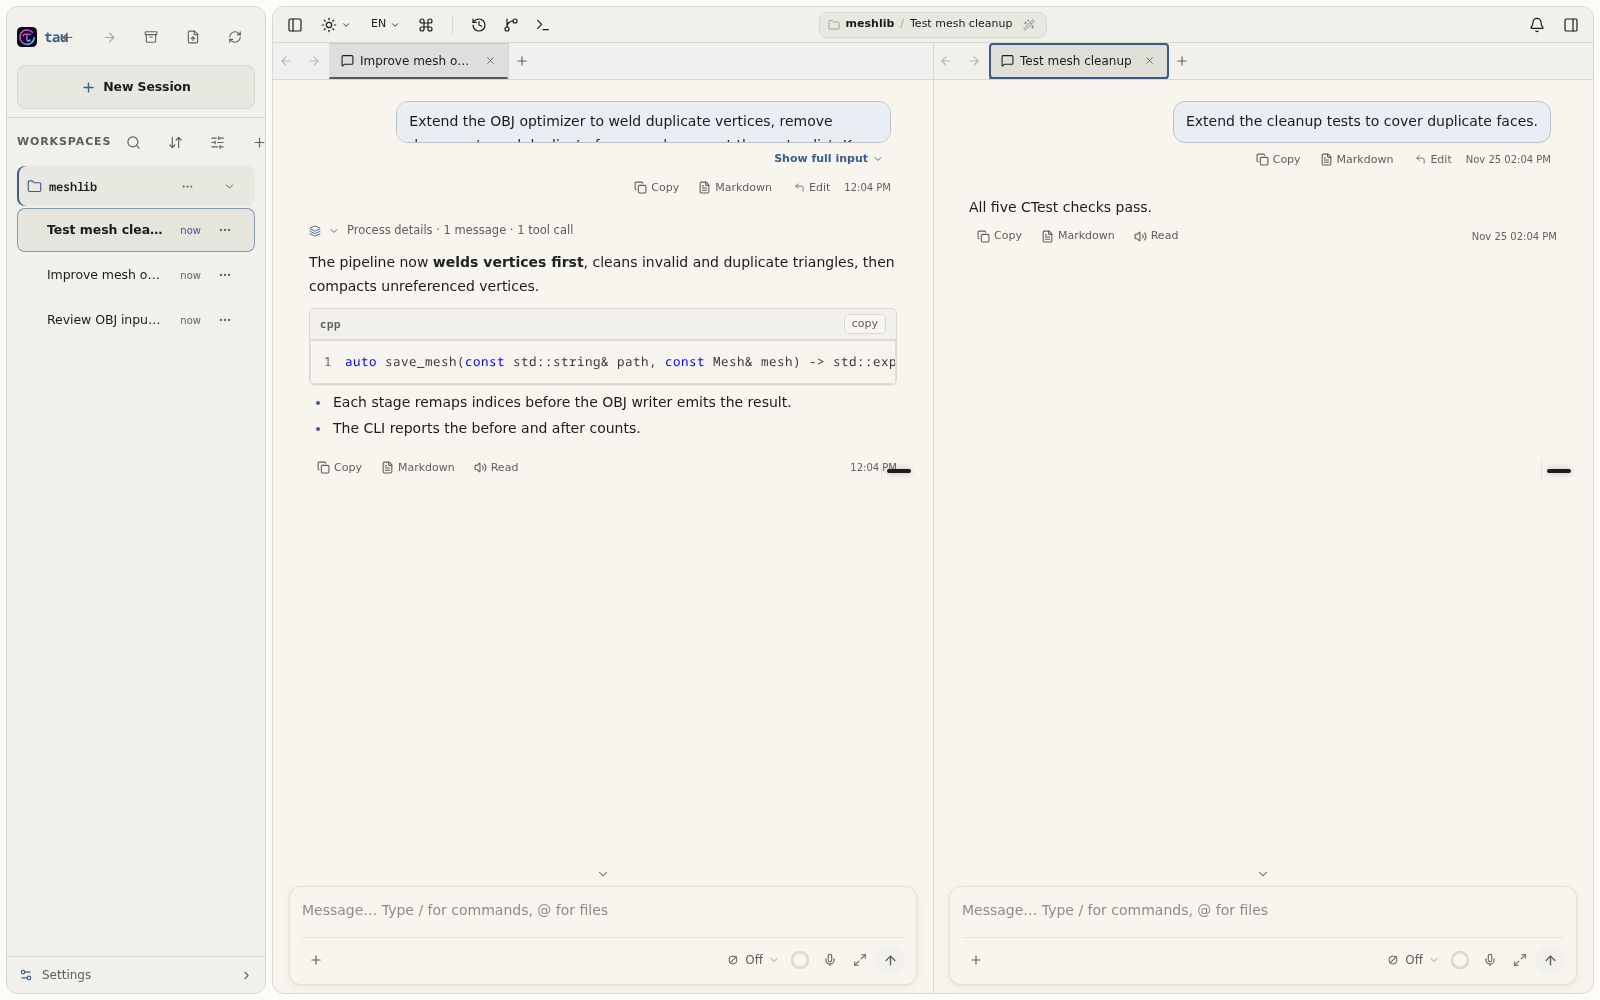 tau
New Session
WORKSPACES
meshlib
Test mesh clea... now
Improve mesh o... now
Review OBJ inpu... now
Settings
EN
meshlib / Test mesh cleanup
Improve mesh o...
Extend the OBJ optimizer to weld duplicate vertices, remove
Show full input
Copy Markdown Edit 12:04 PM
Process details · 1 message · 1 tool call
The pipeline now welds vertices first, cleans invalid and duplicate triangles, then
compacts unreferenced vertices.
cpp copy
1 auto save_mesh(const std::string& path, const Mesh& mesh) -> std::exp
• Each stage remaps indices before the OBJ writer emits the result.
• The CLI reports the before and after counts.
Copy Markdown Read 12:04 PM
Message... Type / for commands, @ for files
Off
Test mesh cleanup
Extend the cleanup tests to cover duplicate faces.
Copy Markdown Edit Nov 25 02:04 PM
All five CTest checks pass.
Copy Markdown Read Nov 25 02:04 PM
Message... Type / for commands, @ for files
Off